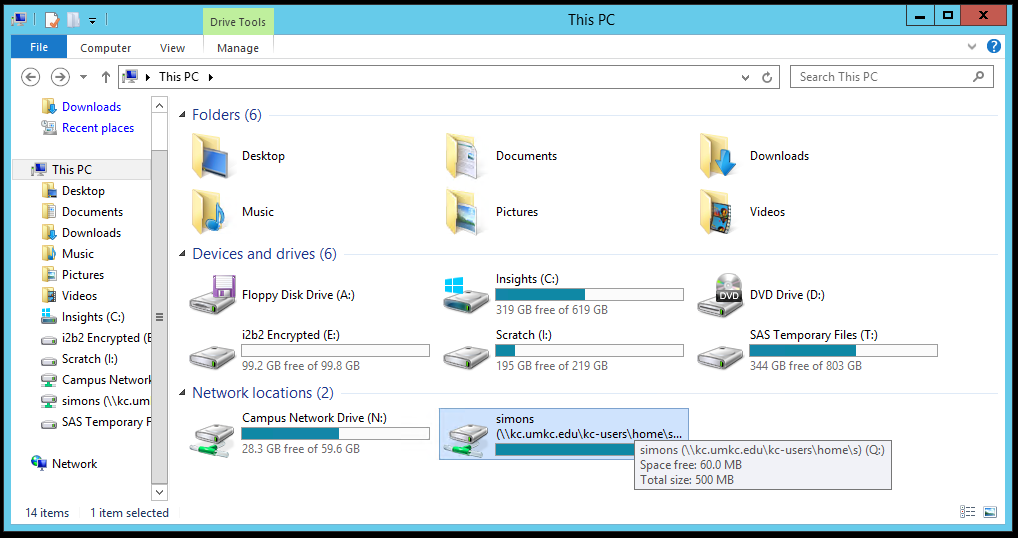 This PC
Drive Tools
File
Computer
View
Manage
This PC
Search This PC
Downloads
Recent places
This PC
Desktop
Documents
Downloads
Music
Pictures
Videos
Insights (C:)
i2b2 Encrypted (E
Scratch (I:)
Campus Network
simons (\\kc.umk
SAS Temporary F
Network
Folders (6)
Desktop
Documents
Downloads
Music
Pictures
Videos
Devices and drives (6)
Floppy Disk Drive (A:)
Insights (C:)
319 GB free of 619 GB
DVD
DVD Drive (D:)
i2b2 Encrypted (E:)
99.2 GB free of 99.8 GB
Scratch (I:)
195 GB free of 219 GB
SAS Temporary Files (T:)
344 GB free of 803 GB
Network locations (2)
Campus Network Drive (N:)
28.3 GB free of 59.6 GB
simons
(\\kc.umkc.edu\kc-users\home\s...
simons (\\kc.umkc.edu\kc-users\home\s) (Q:)
Space free: 60.0 MB
Total size: 500 MB
14 items
1 item selected